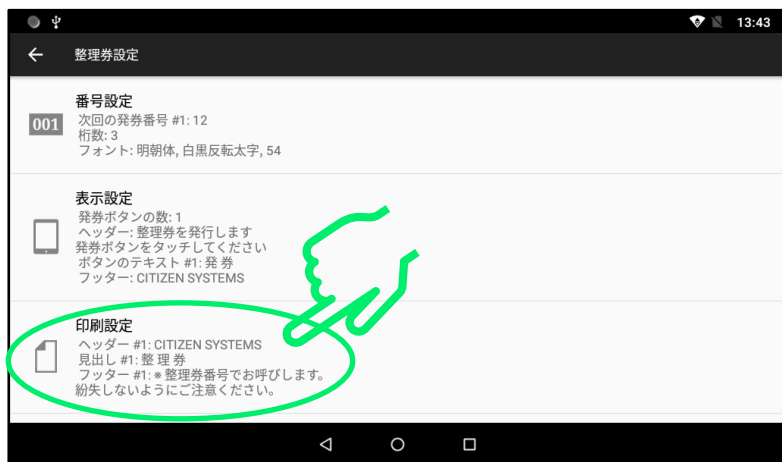 13:43
整理券設定
001
番号設定
次回の発券番号 #1: 12
桁数: 3
フォント: 明朝体, 白黒反転太字, 54
表示設定
発券ボタンの数: 1
ヘッダー: 整理券を発行します
発券ボタンをタッチしてください
ボタンのテキスト #1: 発 券
フッター: CITIZEN SYSTEMS
印刷設定
ヘッダー #1: CITIZEN SYSTEMS
見出し #1: 整 理 券
フッター #1: ※ 整理券番号でお呼びします。
紛失しないようにご注意ください。